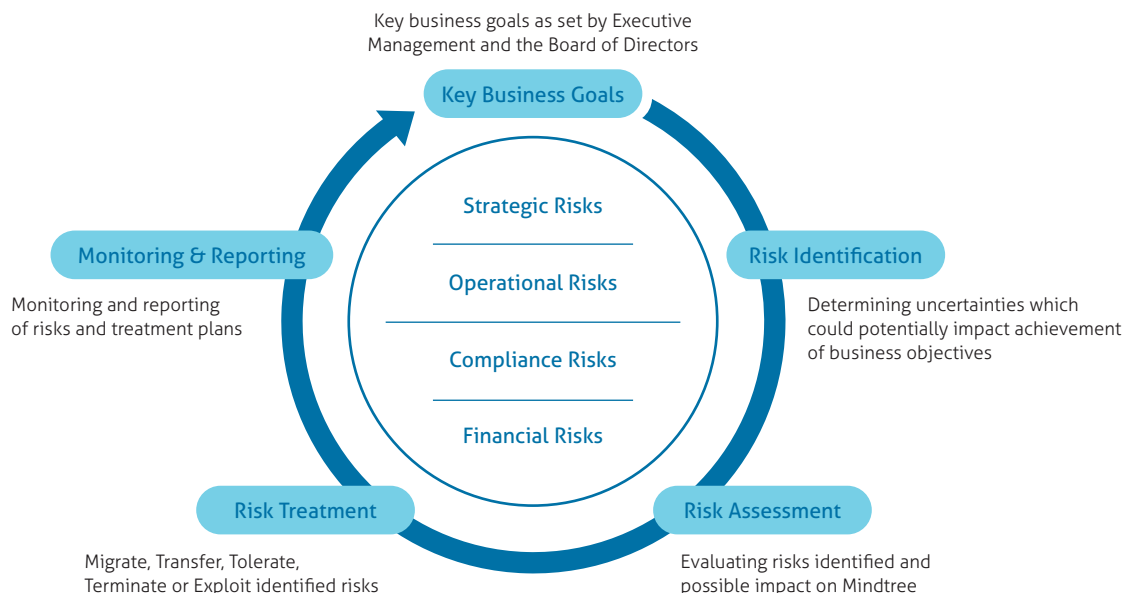 Key business goals as set by Executive
Management and the Board of Directors
Key Business Goals
Strategic Risks
Operational Risks
Compliance Risks
Financial Risks
Risk Identification
Determining uncertainties which
could potentially impact achievement
of business objectives
Risk Assessment
Evaluating risks identified and
possible impact on Mindtree
Risk Treatment
Migrate, Transfer, Tolerate,
Terminate or Exploit identified risks
Monitoring & Reporting
Monitoring and reporting
of risks and treatment plans